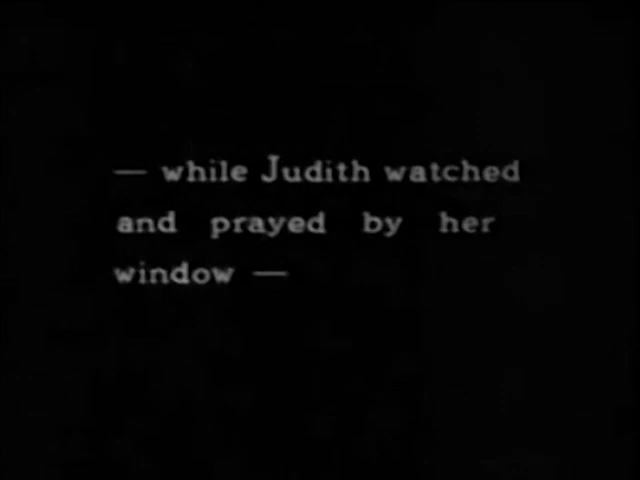 — while Judith watched
and prayed by her
window —